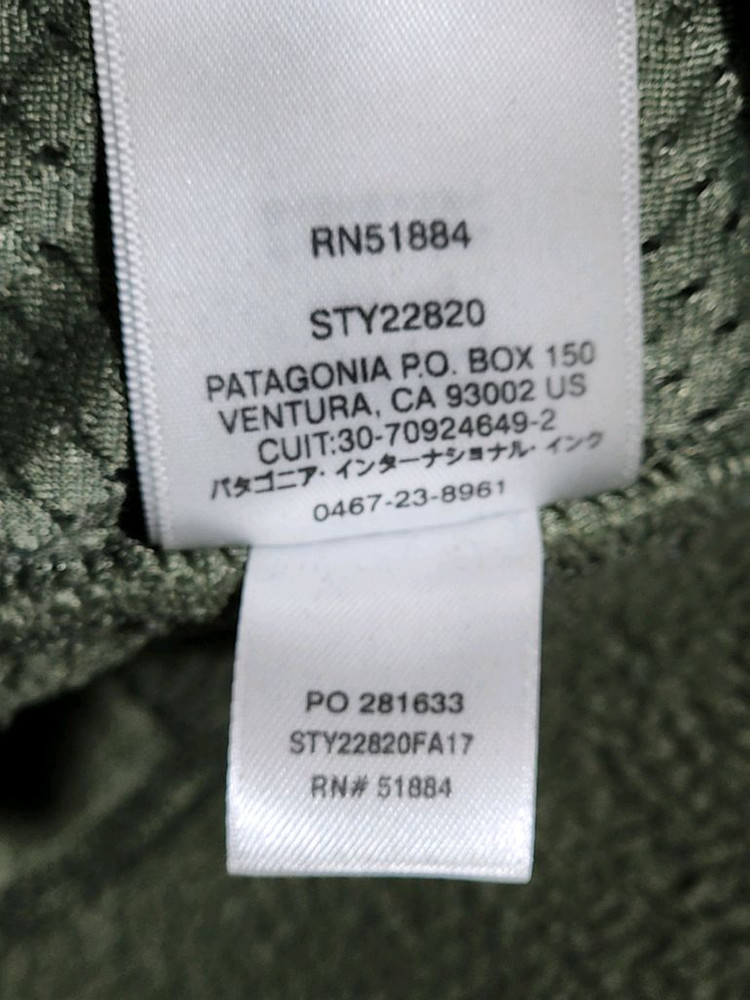 RN51884
STY22820
PATAGONIA P.O. BOX 150
VENTURA, CA 93002 US
CUIT:30-70924649-2
パタゴニア・インターナショナル・インク
0467-23-8961
PO 281633
STY22820FA17
RN# 51884